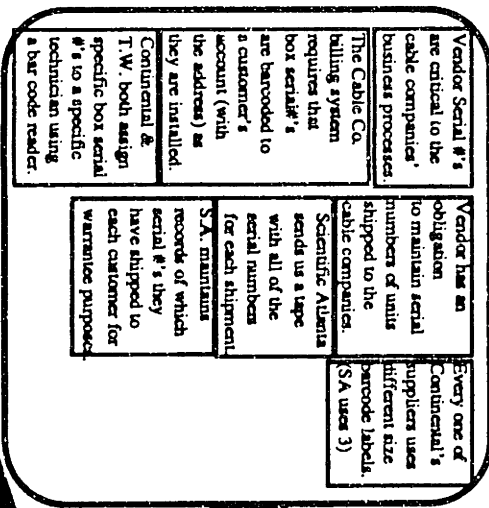 Vendor Serial #'s
are critical to the
cable companies'
business processes.
The Cable Co.
billing system
requires that
box serial#'s
are barcoded to
a customer's
account (with
the address) as
they are installed.
Continental &
T.W. both assign
specific box serial
#'s to a specific
technician using
a bar code reader.
Vendor has an
obligation
to maintain serial
numbers of units
shipped to the
cable companies.
Scientific Atlanta
sends us a tape
with all of the
serial numbers
for each shipment.
S.A. maintains
records of which
serial #'s they
have shipped to
each customer for
warrantee purposes.
Every one of
Continental's
suppliers uses
different size
barcode labels.
(SA uses 3)